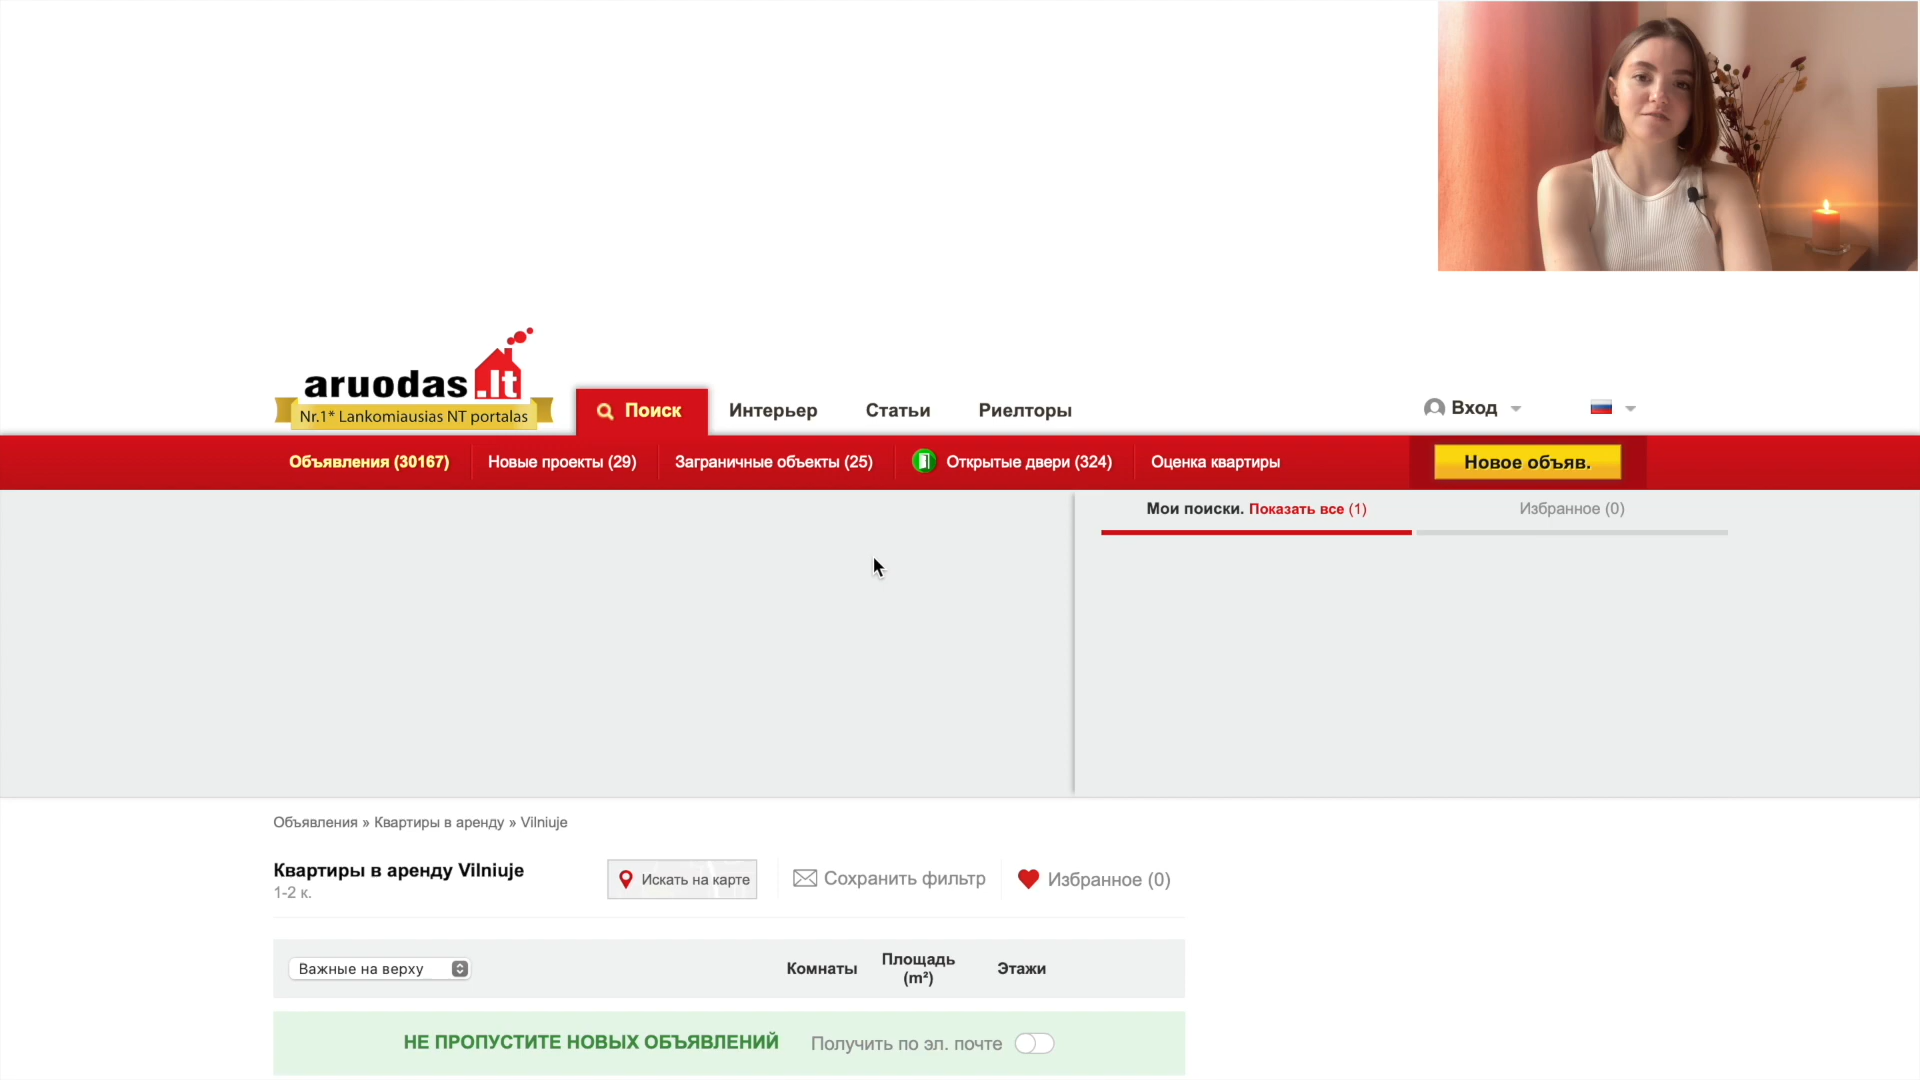 aruodas.lt
Nr.1* Lankomiausias NT portalas
Поиск
Интерьер
Статьи
Риелторы
Вход
Объявления (30167)
Новые проекты (29)
Заграничные объекты (25)
Открытые двери (324)
Оценка квартиры
Новое объяв.
Мои поиски. Показать все (1)
Избранное (0)
Объявления » Квартиры в аренду » Vilniuje
Квартиры в аренду Vilniuje
1-2 к.
Искать на карте
Сохранить фильтр
Избранное (0)
Важные на верху
Комнаты
Площадь
(m²)
Этажи
НЕ ПРОПУСТИТЕ НОВЫХ ОБЪЯВЛЕНИЙ
Получить по эл. почте